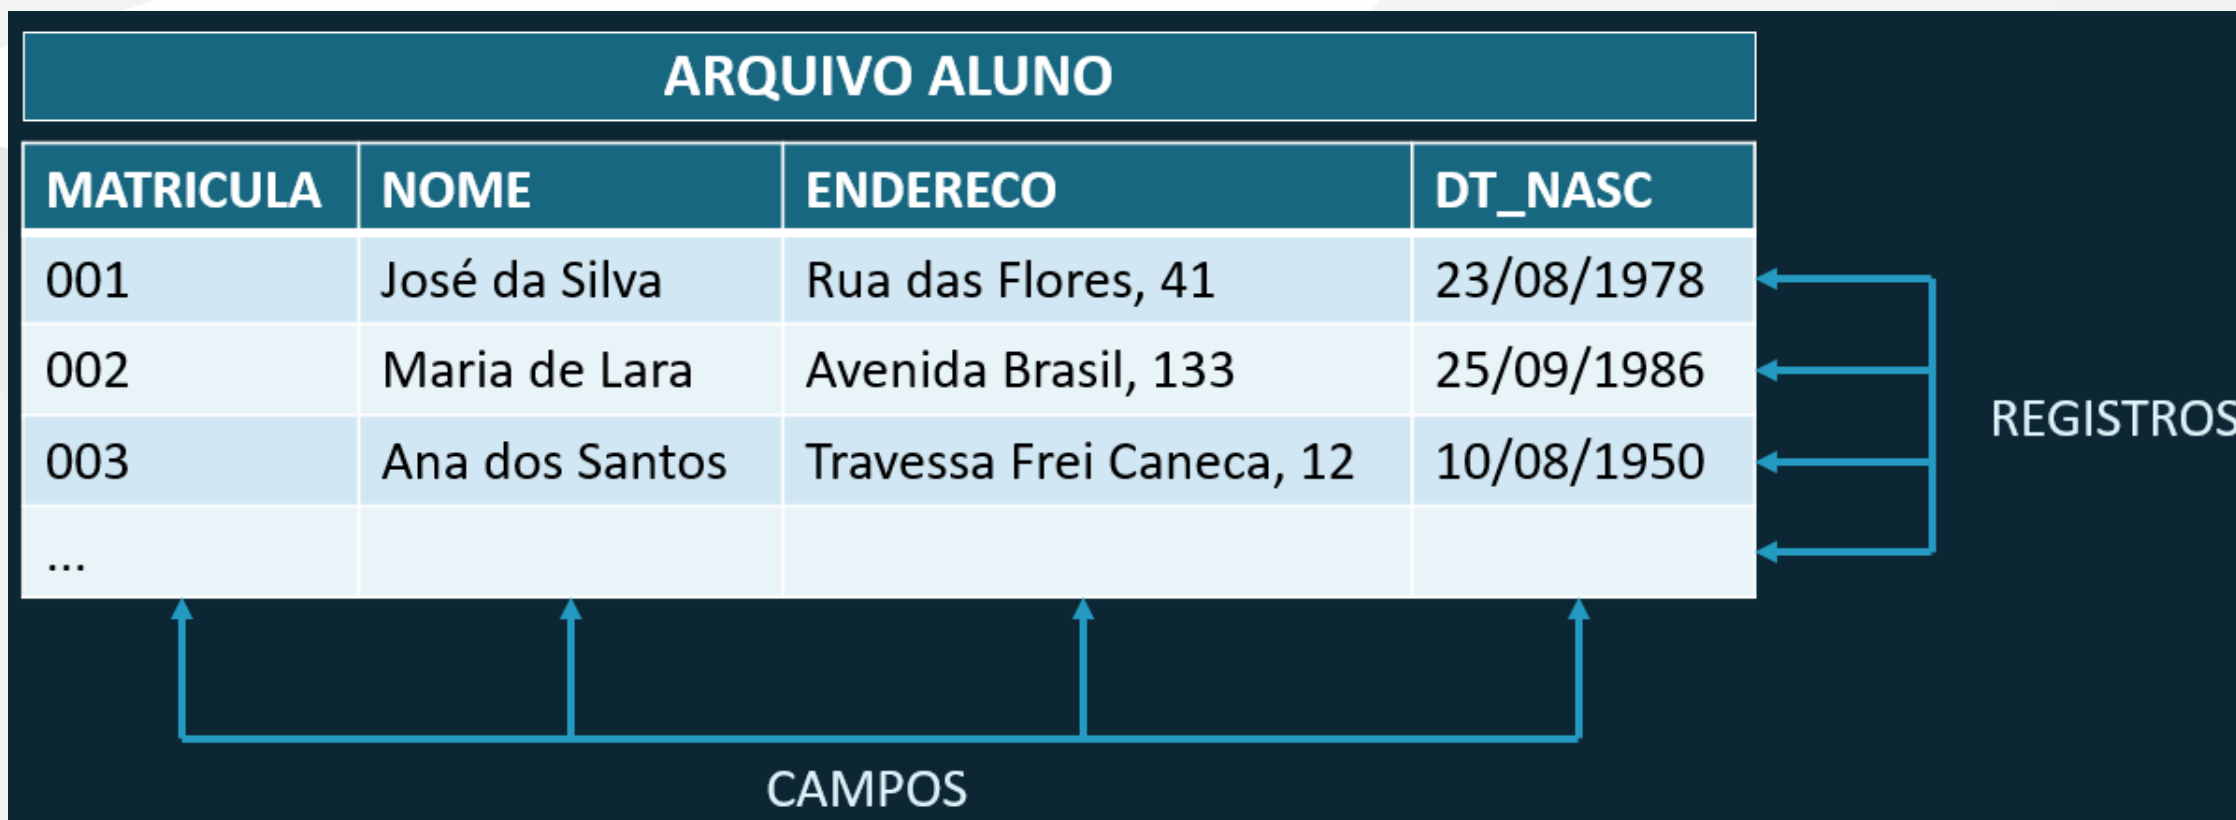 ARQUIVO ALUNO
MATRICULA NOME ENDERECO DT_NASC
001 José da Silva Rua das Flores, 41 23/08/1978
002 Maria de Lara Avenida Brasil, 133 25/09/1986
003 Ana dos Santos Travessa Frei Caneca, 12 10/08/1950
...
REGISTROS
CAMPOS